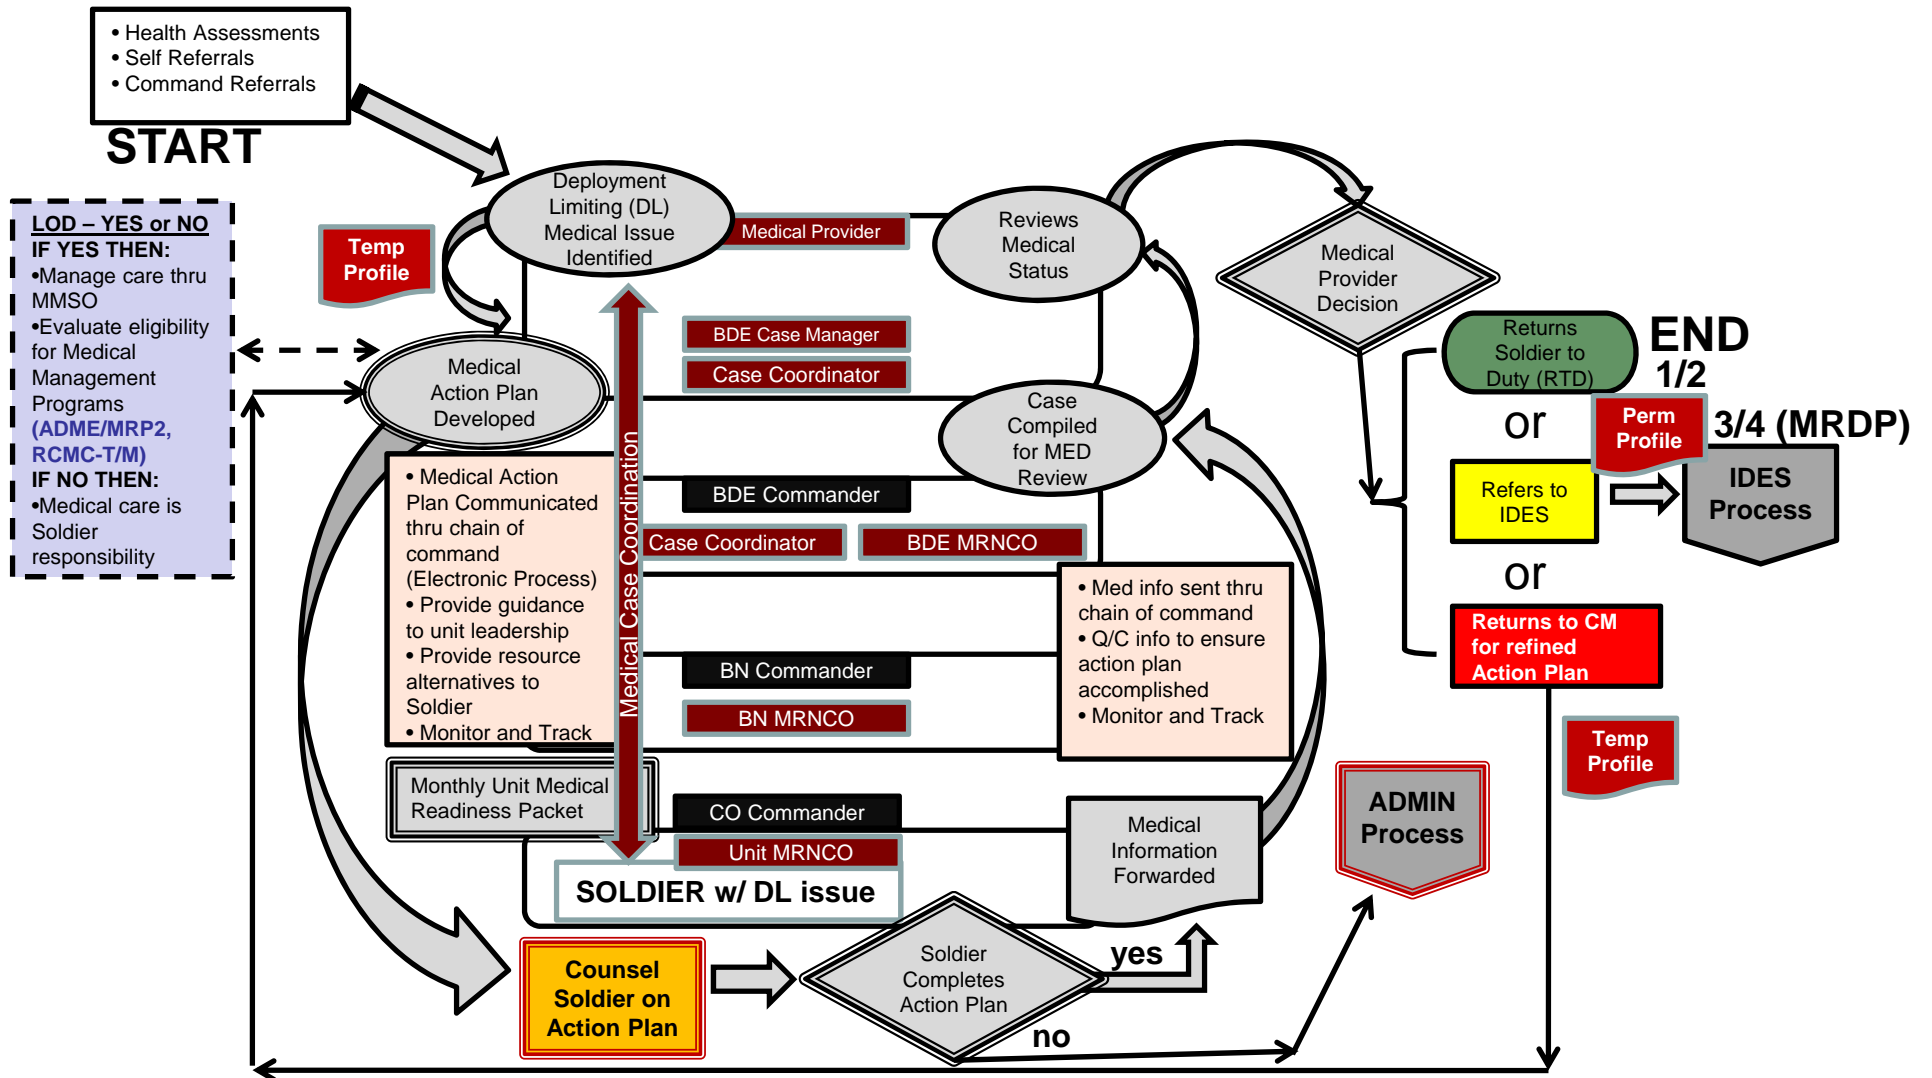 • Health Assessments
• Self Referrals
• Command Referrals
START
LOD – YES or NO
IF YES THEN:
•Manage care thru
MMSO
•Evaluate eligibility
for Medical
Management
Programs
(ADME/MRP2,
RCMC-T/M)
IF NO THEN:
•Medical care is
Soldier
responsibility
Temp
Profile
Deployment
Limiting (DL)
Medical Issue
Identified
Medical Provider
Reviews
Medical
Status
Medical
Provider
Decision
BDE Case Manager
Case Coordinator
Medical
Action Plan
Developed
Case
Compiled
for MED
Review
Medical Case Coordination
• Medical Action
Plan Communicated
thru chain of
command
(Electronic Process)
• Provide guidance
to unit leadership
• Provide resource
alternatives to
Soldier
• Monitor and Track
BDE Commander
Case Coordinator
BDE MRNCO
BN Commander
BN MRNCO
• Med info sent thru
chain of command
• Q/C info to ensure
action plan
accomplished
• Monitor and Track
Monthly Unit Medical
Readiness Packet
CO Commander
Unit MRNCO
SOLDIER w/ DL issue
Medical
Information
Forwarded
Counsel
Soldier on
Action Plan
Soldier
Completes
Action Plan
yes
no
ADMIN
Process
Returns
Soldier to
Duty (RTD)
END
1/2
or
Perm
Profile
3/4 (MRDP)
Refers to
IDES
IDES
Process
or
Returns to CM
for refined
Action Plan
Temp
Profile